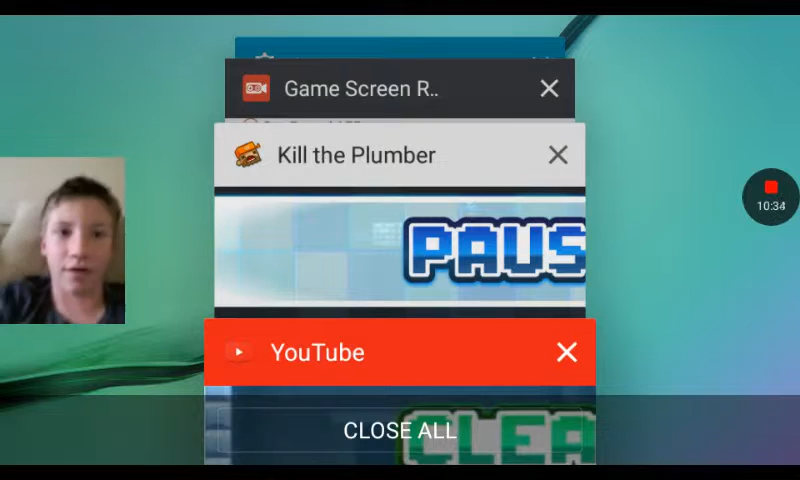 Game Screen R..
Kill the Plumber
PAUS
10:34
YouTube
CLOSE ALL
CLEA